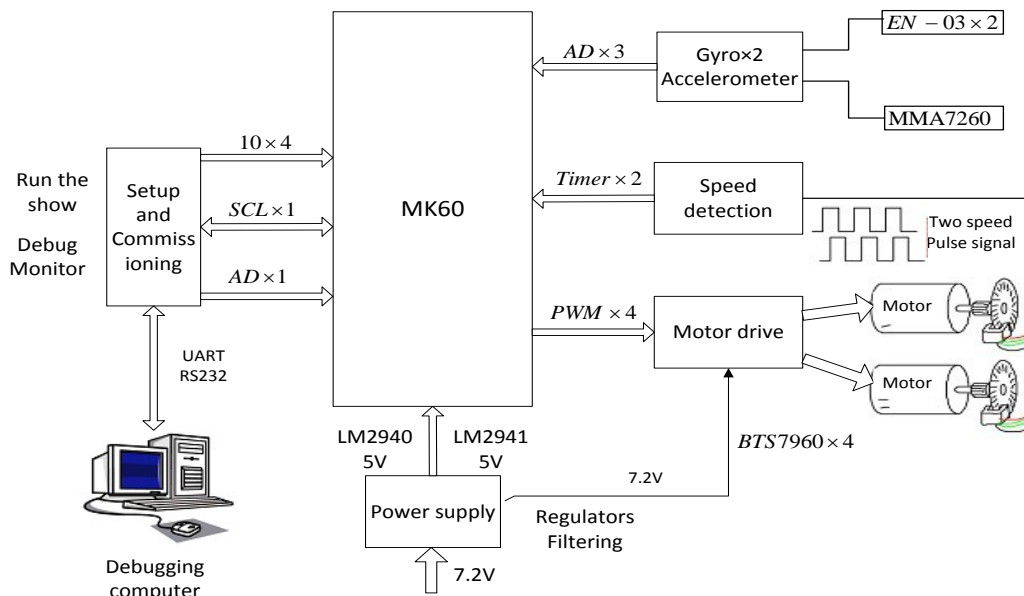 EN − 03 × 2
AD × 3
Gyro×2
Accelerometer
MMA7260
10 × 4
Run the
show
Debug
Monitor
Setup
and
Commiss
ioning
SCL × 1
AD × 1
MK60
Timer × 2
Speed
detection
Two speed
Pulse signal
PWM × 4
Motor drive
Motor
Motor
UART
RS232
LM2940
5V
LM2941
5V
BTS7960 × 4
7.2V
Power supply
Regulators
Filtering
7.2V
Debugging
computer